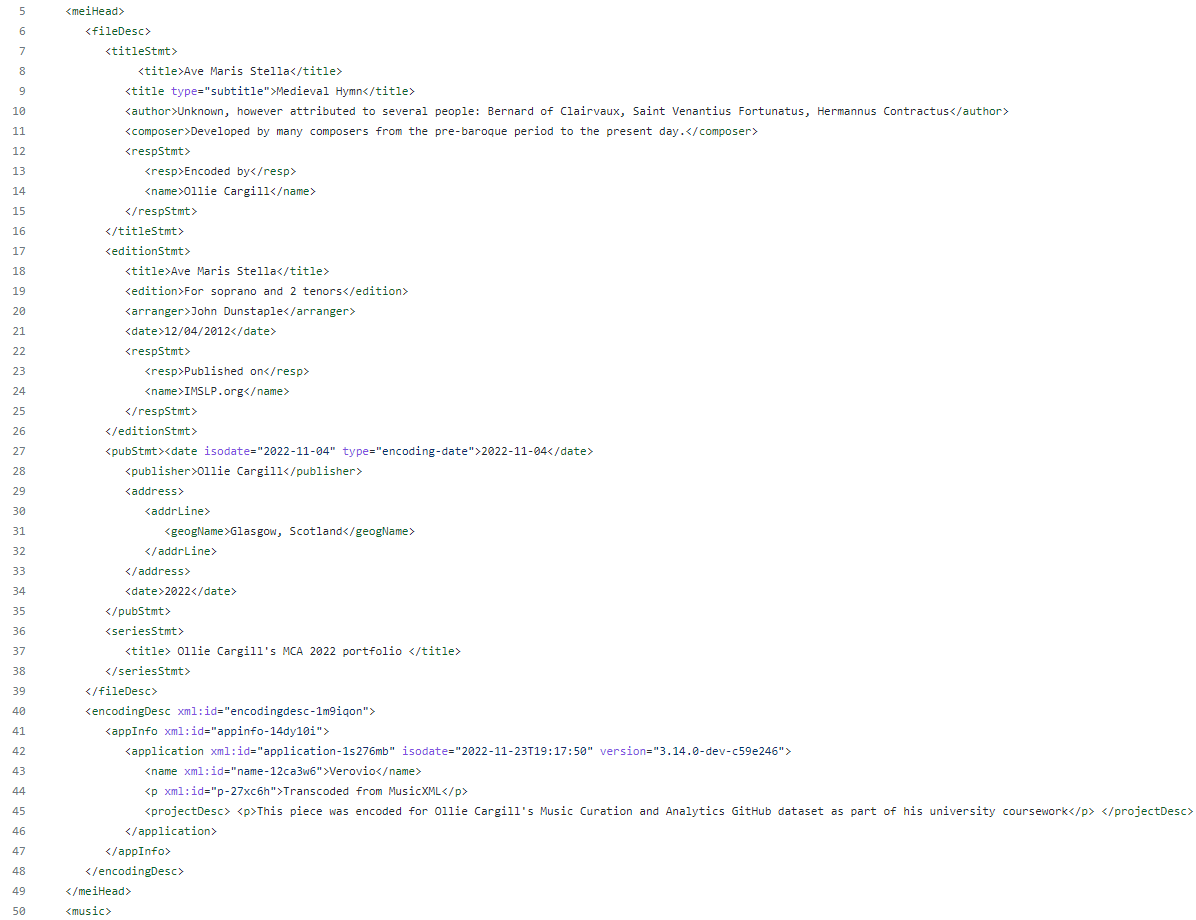 5 <meiHead>
6 <fileDesc>
7 <titleStmt>
8 <title>Ave Maris Stella</title>
9 <title type="subtitle">Medieval Hymn</title>
10 <author>Unknown, however attributed to several people: Bernard of Clairvaux, Saint Venantius Fortunatus, Hermannus Contractus</author>
11 <composer>Developed by many composers from the pre-baroque period to the present day.</composer>
12 <respStmt>
13 <resp>Encoded by</resp>
14 <name>Ollie Cargill</name>
15 </respStmt>
16 </titleStmt>
17 <editionStmt>
18 <title>Ave Maris Stella</title>
19 <edition>For soprano and 2 tenors</edition>
20 <arranger>John Dunstaple</arranger>
21 <date>12/04/2012</date>
22 <respStmt>
23 <resp>Published on</resp>
24 <name>IMSLP.org</name>
25 </respStmt>
26 </editionStmt>
27 <pubStmt><date isodate="2022-11-04" type="encoding-date">2022-11-04</date>
28 <publisher>Ollie Cargill</publisher>
29 <address>
30 <addrLine>
31 <geogName>Glasgow, Scotland</geogName>
32 </addrLine>
33 </address>
34 <date>2022</date>
35 </pubStmt>
36 <seriesStmt>
37 <title> Ollie Cargill's MCA 2022 portfolio </title>
38 </seriesStmt>
39 </fileDesc>
40 <encodingDesc xml:id="encodingdesc-1m9iqon">
41 <appInfo xml:id="appinfo-14dy10i">
42 <application xml:id="application-1s276mb" isodate="2022-11-23T19:17:50" version="3.14.0-dev-c59e246">
43 <name xml:id="name-12ca3w6">Verovio</name>
44 <p xml:id="p-27xc6h">Transcoded from MusicXML</p>
45 <projectDesc> <p>This piece was encoded for Ollie Cargill's Music Curation and Analytics GitHub dataset as part of his university coursework</p> </projectDesc>
46 </application>
47 </appInfo>
48 </encodingDesc>
49 </meiHead>
50 <music>